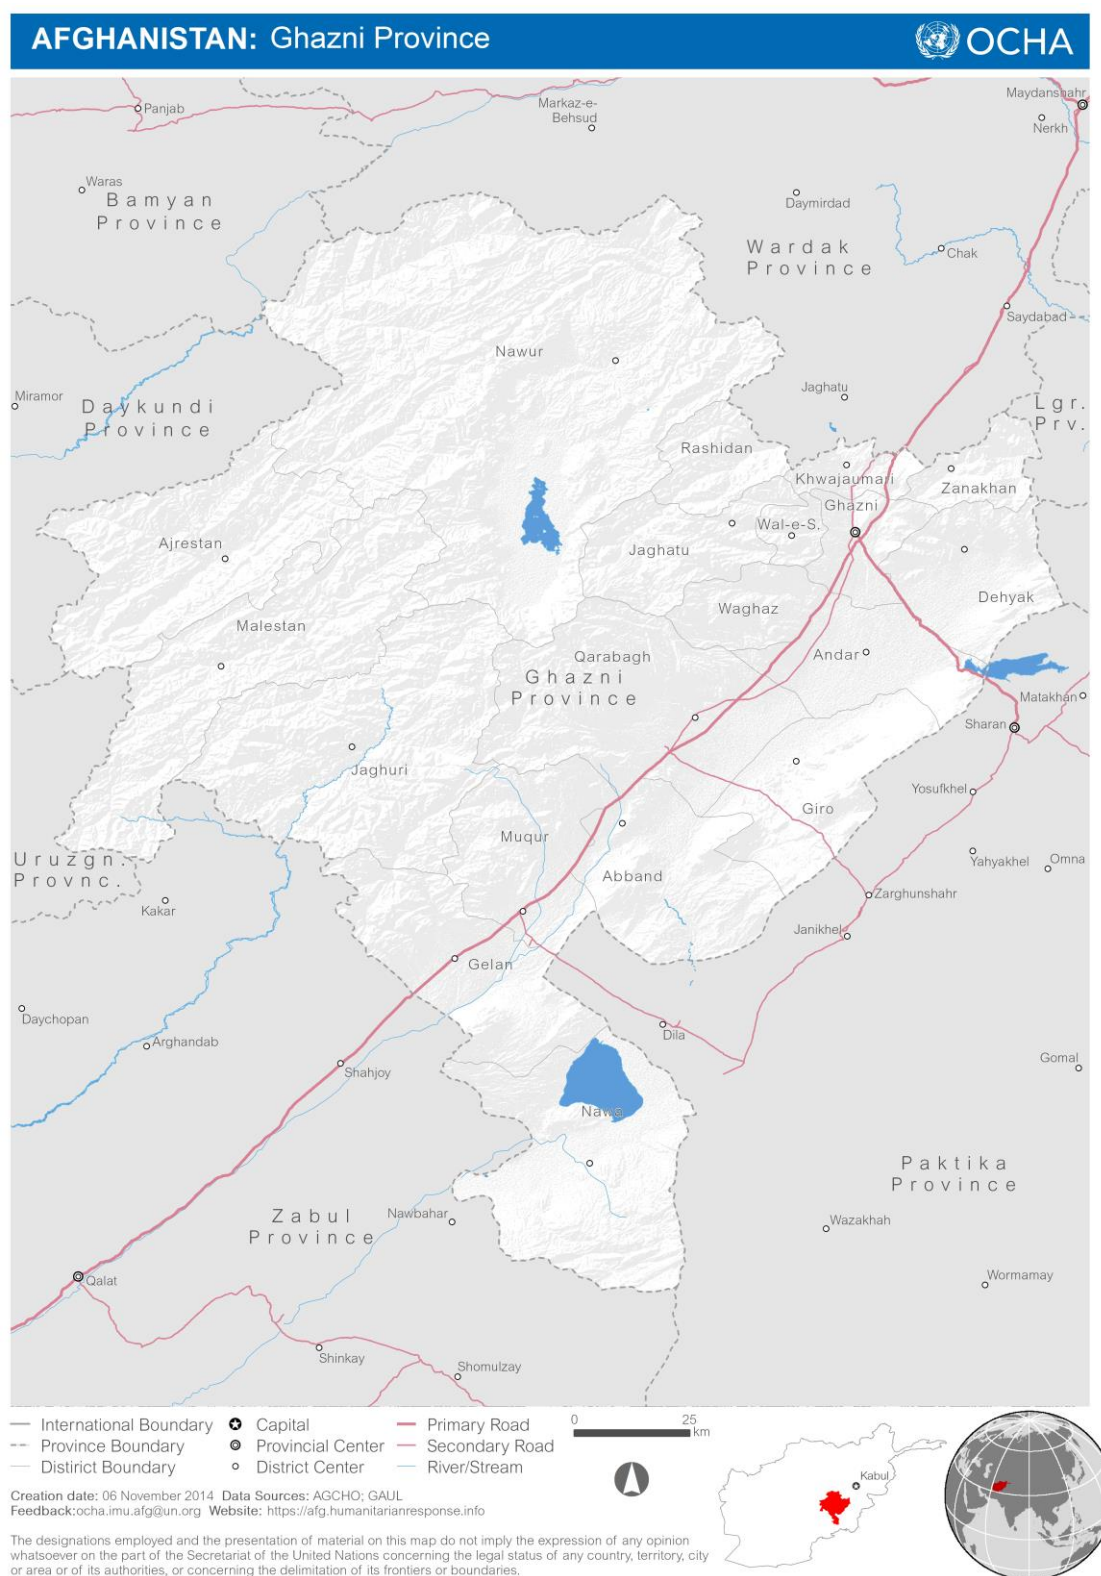 AFGHANISTAN: Ghazni Province
OCHA
Panjab
Markaz-e-
Behsud
Maydanshahr
Nerkh
Waras
Bamyan
Province
Daymirdad
Wardak
Province
Chak
Saydabad
Nawur
Miramor
Daykundi
Province
Jaghatu
Lgr.
Prv.
Rashidan
Khwajaumari
Zanakhan
Ghazni
Wal-e-S.
Ajrestan
Jaghatu
Dehyak
Waghaz
Malestan
Qarabagh
Andar
Ghazni
Province
Matakhan
Sharan
Jaghuri
Yosufkhel
Giro
Muqur
Uruzgn.
Provnc.
Yahyakhel
Omna
Abband
Zarghunshahr
Kakar
Janikhel
Gelan
Daychopan
Arghandab
Dila
Shahjoy
Gomal
Nawa
Paktika
Province
Nawbahar
Zabul
Province
Wazakhah
Qalat
Wormamay
Shinkay
Shomulzay
International Boundary
Capital
Primary Road
0 25
km
Province Boundary
Provincial Center
Secondary Road
Distirict Boundary
District Center
River/Stream
Kabul
Creation date: 06 November 2014 Data Sources: AGCHO; GAUL
Feedback:ocha.imu.afg@un.org Website: https://afg.humanitarianresponse.info
The designations employed and the presentation of material on this map do not imply the expression of any opinion
whatsoever on the part of the Secretariat of the United Nations concerning the legal status of any country, territory, city
or area or of its authorities, or concerning the delimitation of its frontiers or boundaries.